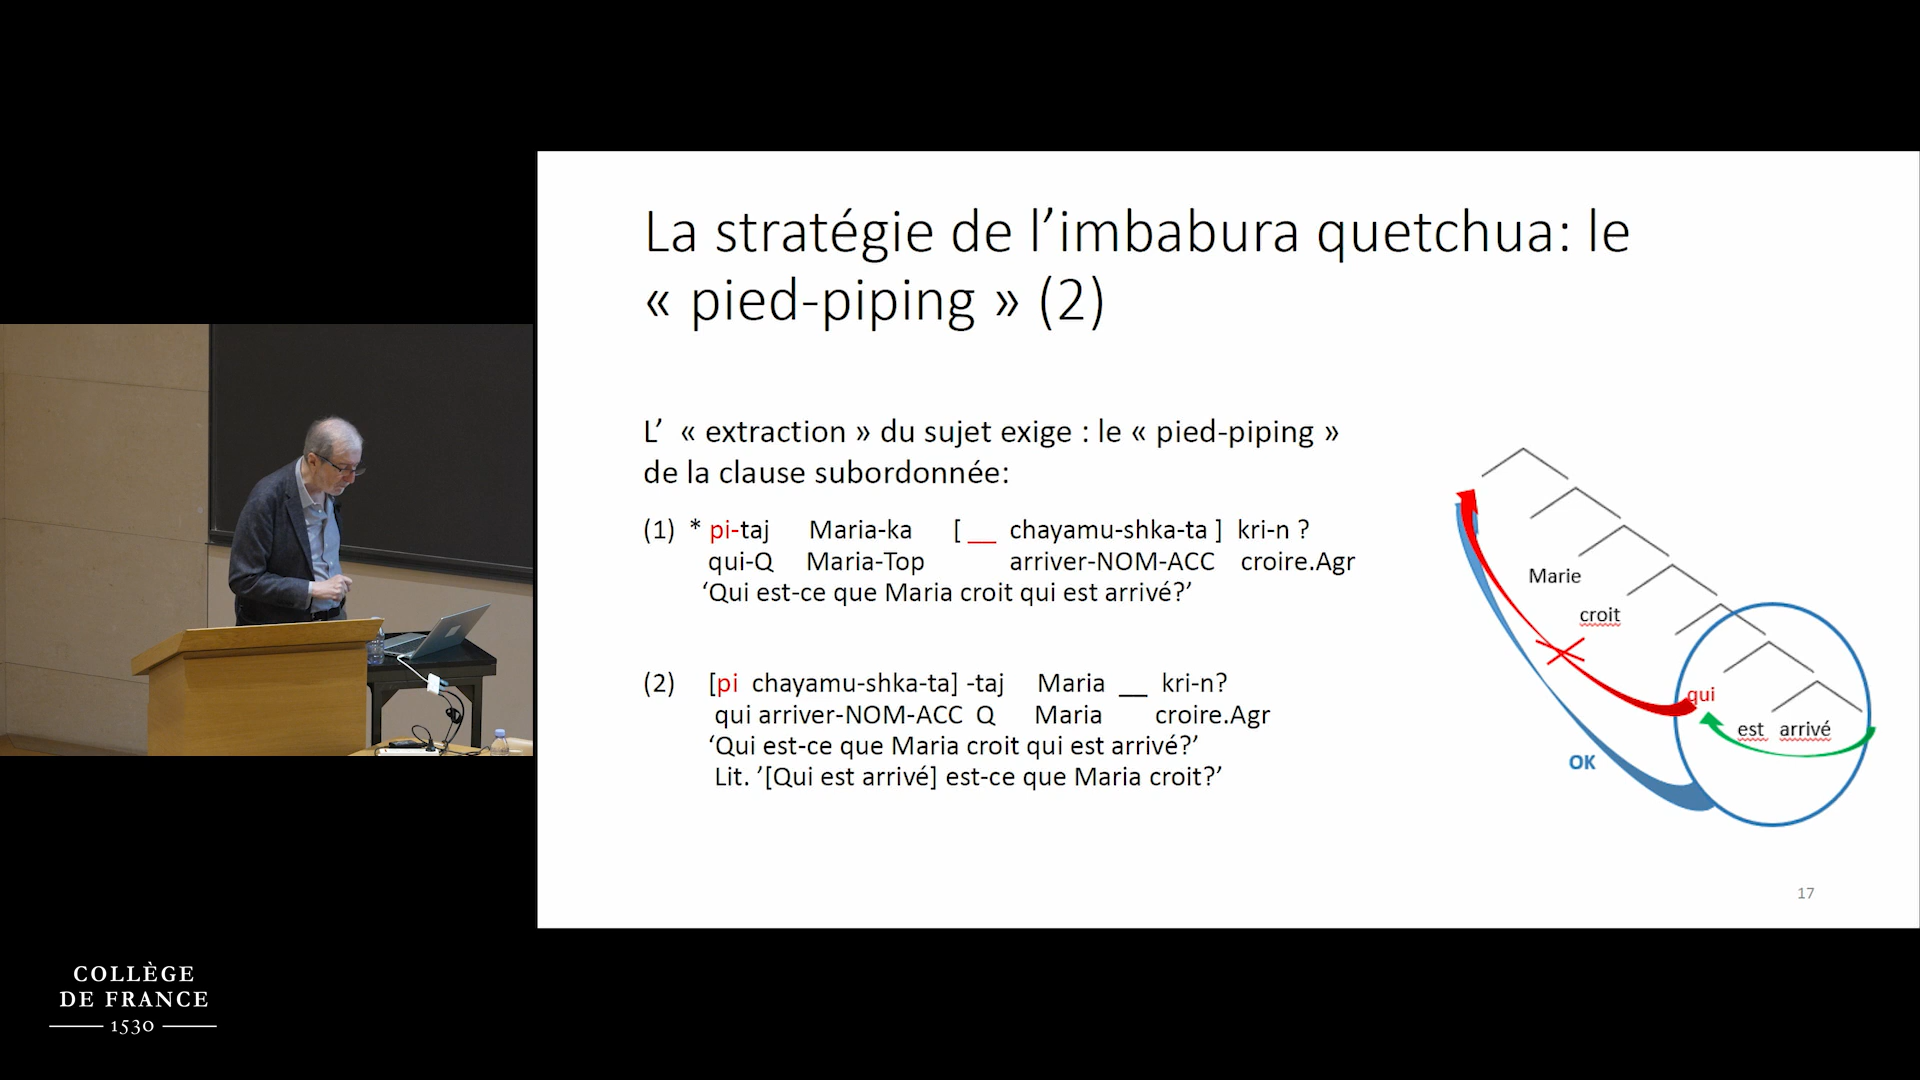 La stratégie de l’imbabura quetchua: le
« pied-piping » (2)
L’ « extraction » du sujet exige : le « pied-piping »
de la clause subordonnée:
(1) * pi-taj Maria-ka [ __ chayamu-shka-ta ] kri-n ?
qui-Q Maria-Top arriver-NOM-ACC croire.Agr
‘Qui est-ce que Maria croit qui est arrivé?’
(2) [pi chayamu-shka-ta] -taj Maria __ kri-n?
qui arriver-NOM-ACC Q Maria croire.Agr
‘Qui est-ce que Maria croit qui est arrivé?’
Lit. ’[Qui est arrivé] est-ce que Maria croit?’
Marie
croit
qui
est arrivé
OK
17
COLLÈGE
DE FRANCE
1530